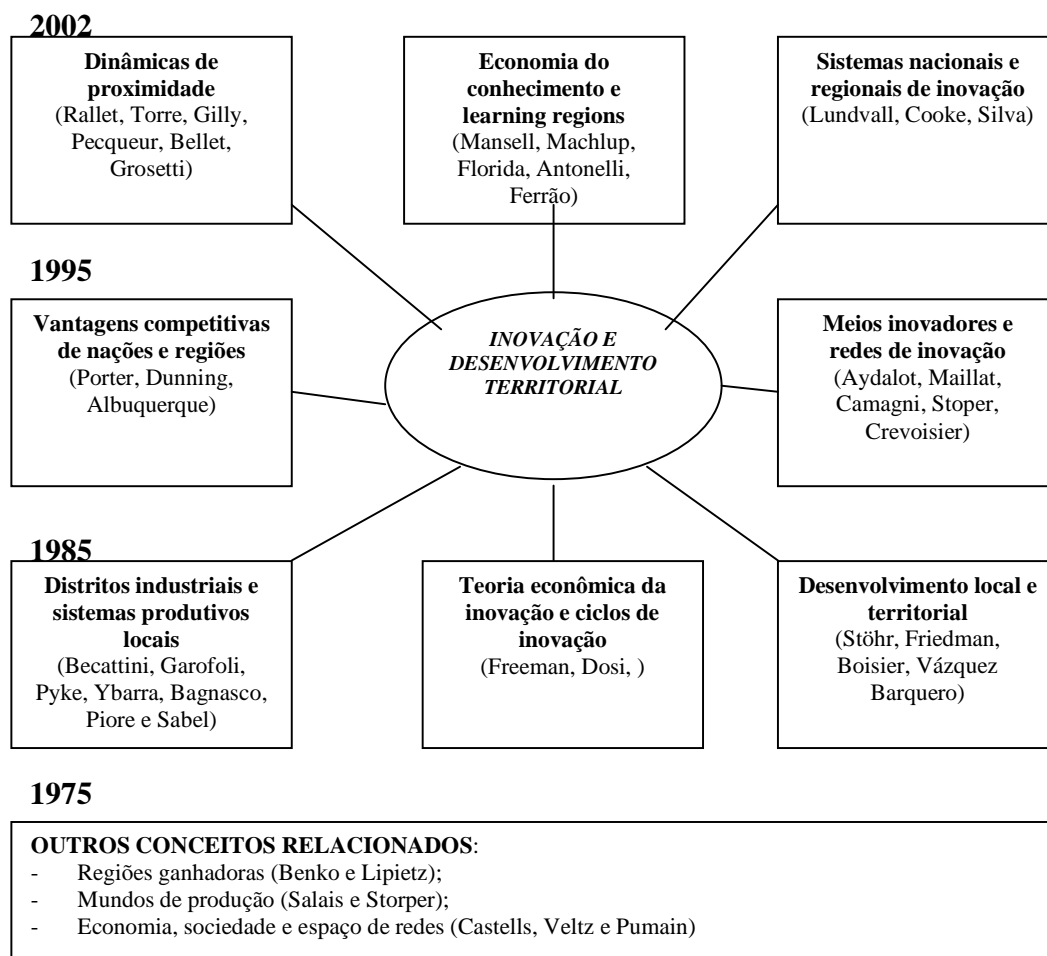 2002
Dinâmicas de
proximidade
(Rallet, Torre, Gilly,
Pecqueur, Bellet,
Grosetti)
Economia do
conhecimento e
learning regions
(Mansell, Machlup,
Florida, Antonelli,
Ferrão)
Sistemas nacionais e
regionais de inovação
(Lundvall, Cooke, Silva)
1995
Vantagens competitivas
de nações e regiões
(Porter, Dunning,
Albuquerque)
INOVAÇÃO E
DESENVOLVIMENTO
TERRITORIAL
Meios inovadores e
redes de inovação
(Aydalot, Maillat,
Camagni, Stoper,
Crevoisier)
1985
Distritos industriais e
sistemas produtivos
locais
(Becattini, Garofoli,
Pyke, Ybarra, Bagnasco,
Piore e Sabel)
Teoria econômica da
inovação e ciclos de
inovação
(Freeman, Dosi, )
Desenvolvimento local e
territorial
(Stöhr, Friedman,
Boisier, Vázquez
Barquero)
1975
OUTROS CONCEITOS RELACIONADOS:
- Regiões ganhadoras (Benko e Lipietz);
- Mundos de produção (Salais e Storper);
- Economia, sociedade e espaço de redes (Castells, Veltz e Pumain)